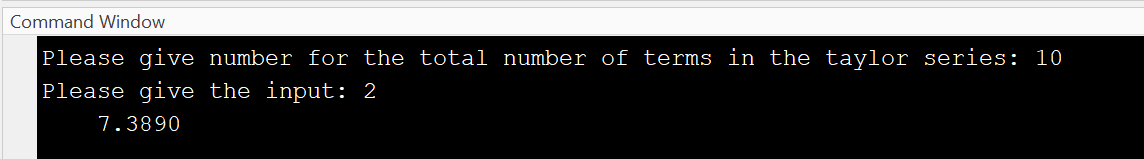 Command Window
Please give number for the total number of terms in the taylor series: 10
Please give the input: 2
7.3890